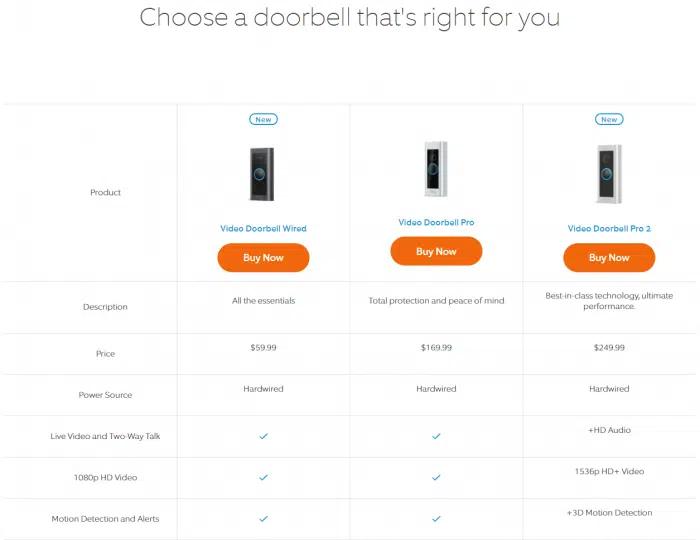 Choose a doorbell that's right for you
Product
New
Video Doorbell Wired
Buy Now
Video Doorbell Pro
Buy Now
New
Video Doorbell Pro 2
Buy Now
Description
All the essentials
Total protection and peace of mind
Best-in-class technology, ultimate
performance.
Price
$59.99
$169.99
$249.99
Power Source
Hardwired
Hardwired
Hardwired
Live Video and Two-Way Talk
+HD Audio
1080p HD Video
1536p HD+ Video
Motion Detection and Alerts
+3D Motion Detection